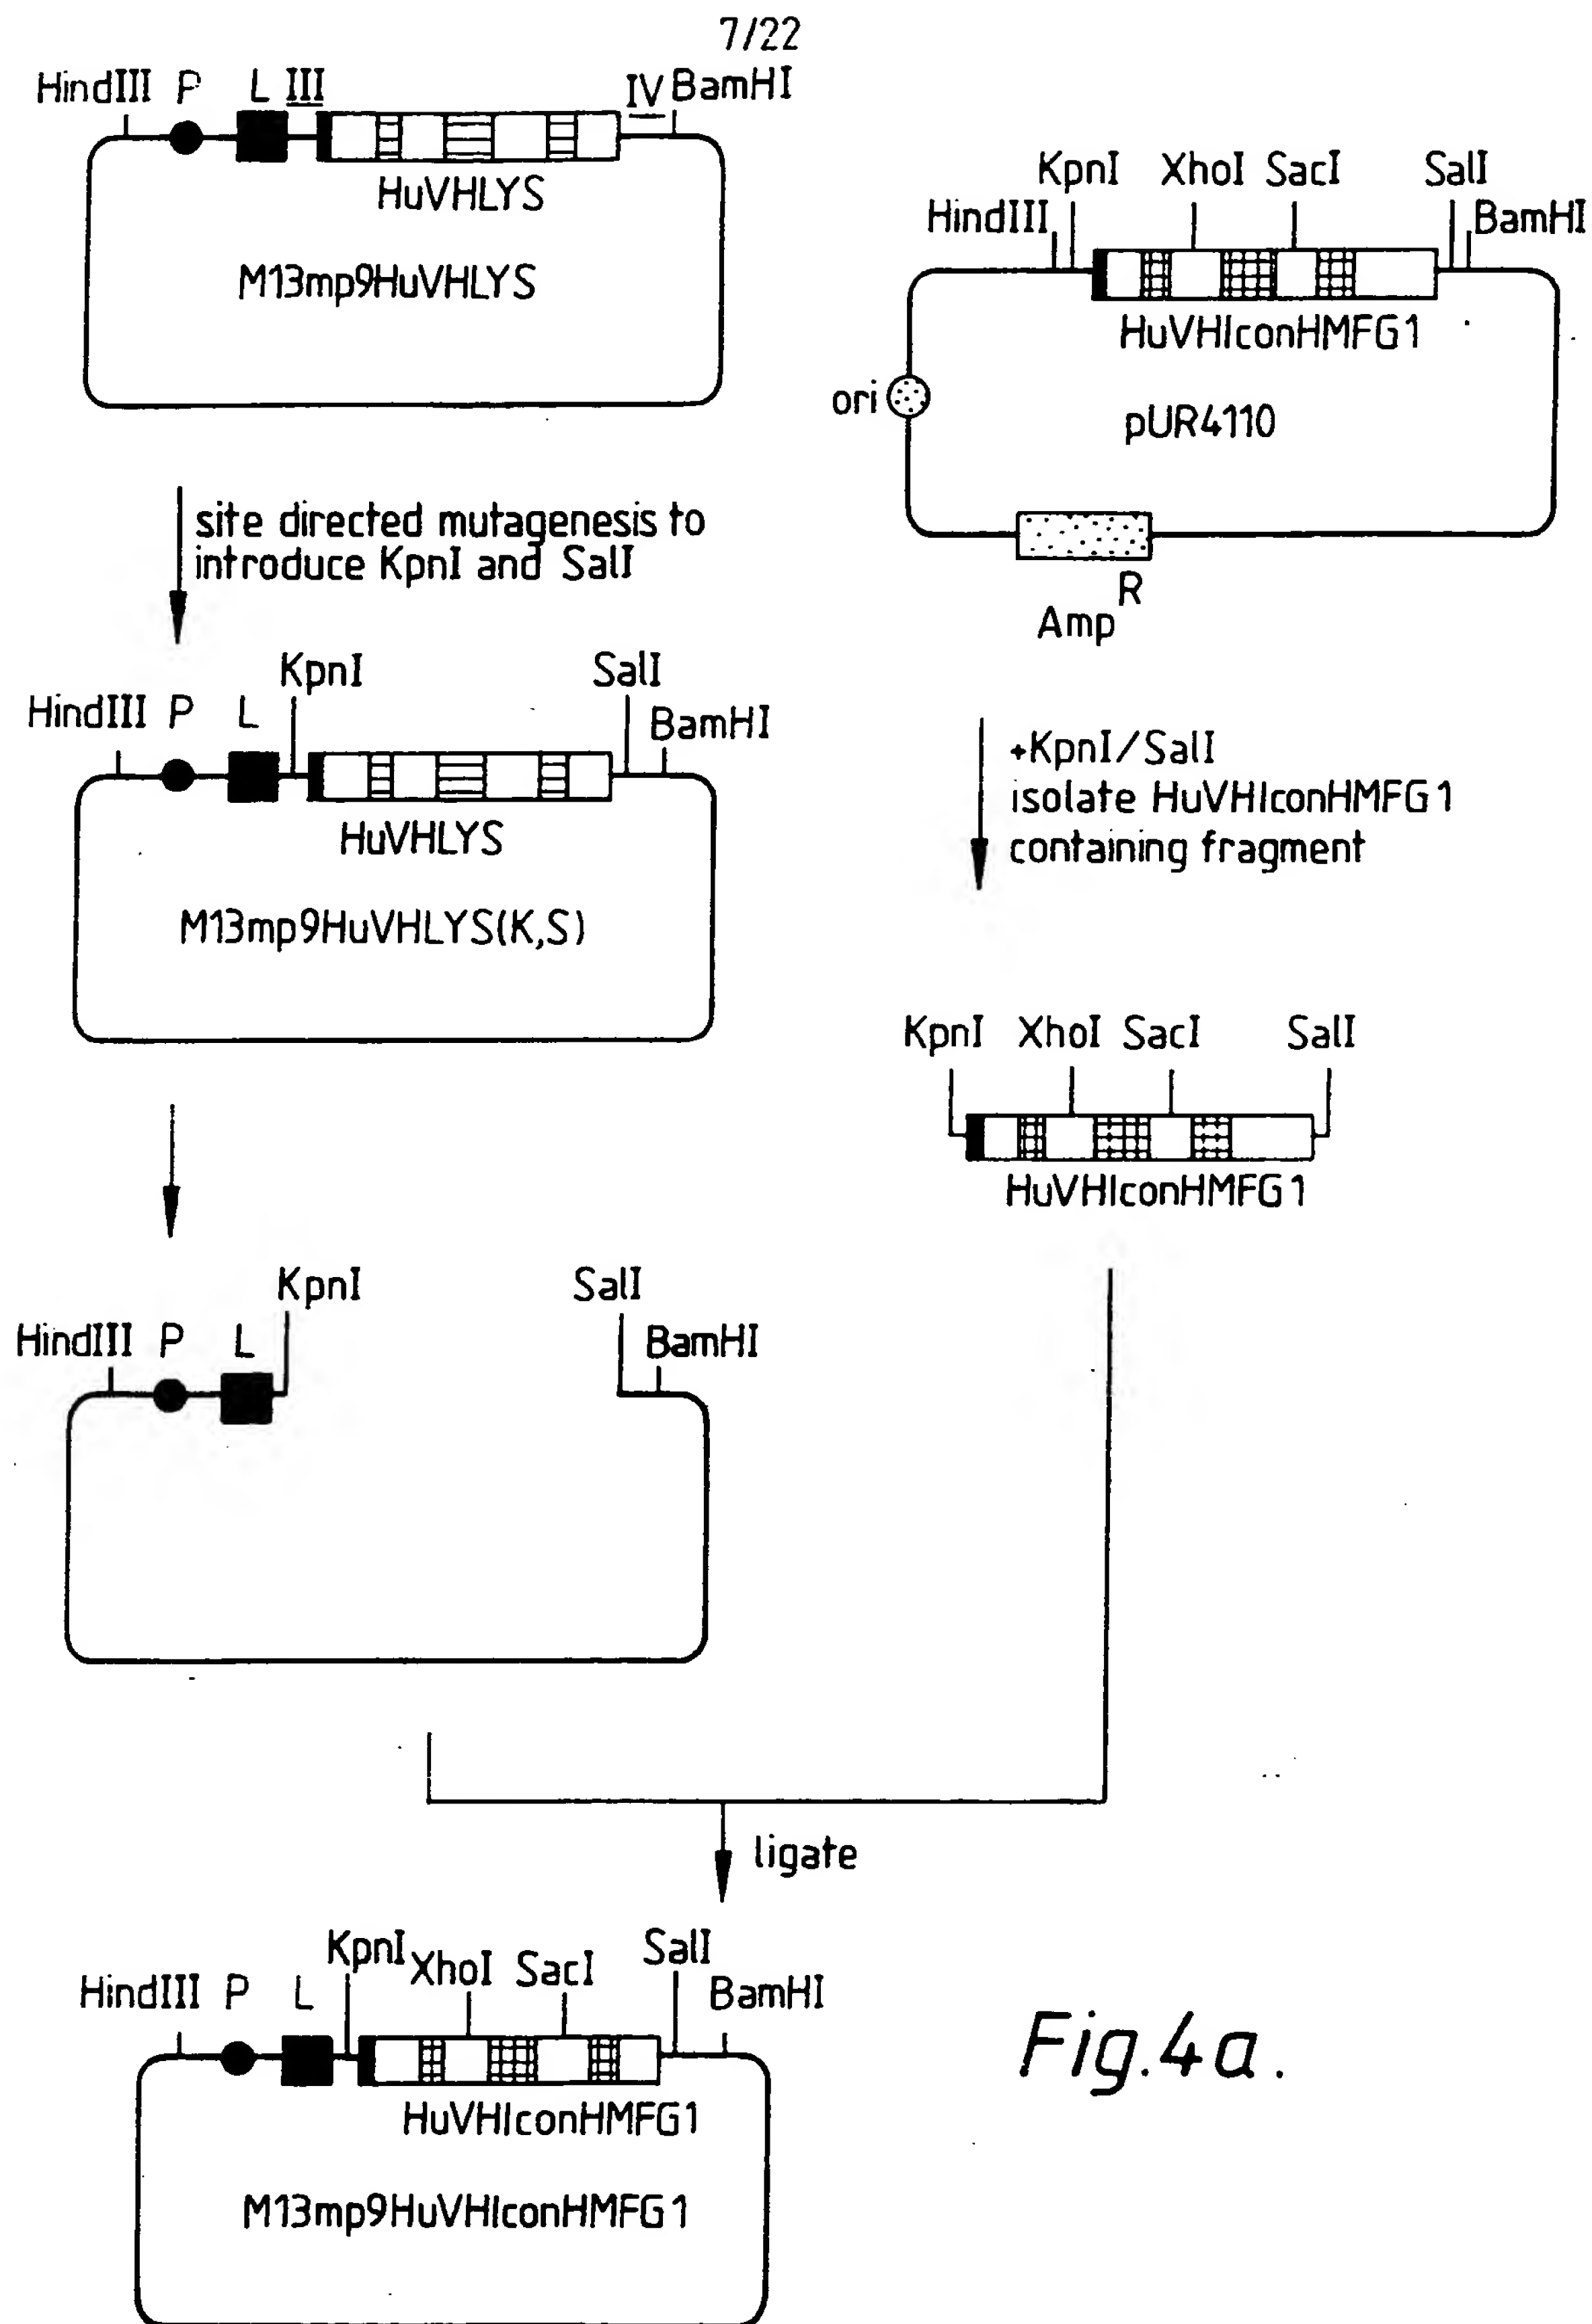 7/22
HindIII P L III IV BamHI
HuVHLYS
M13mp9HuVHLYS
KpnI XhoI SacI SalI
HindIII BamHI
HuVHIconHMFG1
ori
pUR4110
Amp R
site directed mutagenesis to
introduce KpnI and SalI
KpnI SalI
HindIII P L BamHI
HuVHLYS
M13mp9HuVHLYS(K,S)
+KpnI/SalI
isolate HuVHIconHMFG1
containing fragment
KpnI XhoI SacI SalI
HuVHIconHMFG1
KpnI SalI
HindIII P L BamHI
ligate
KpnI XhoI SacI SalI
HindIII P L BamHI
HuVHIconHMFG1
M13mp9HuVHIconHMFG1
Fig.4a.